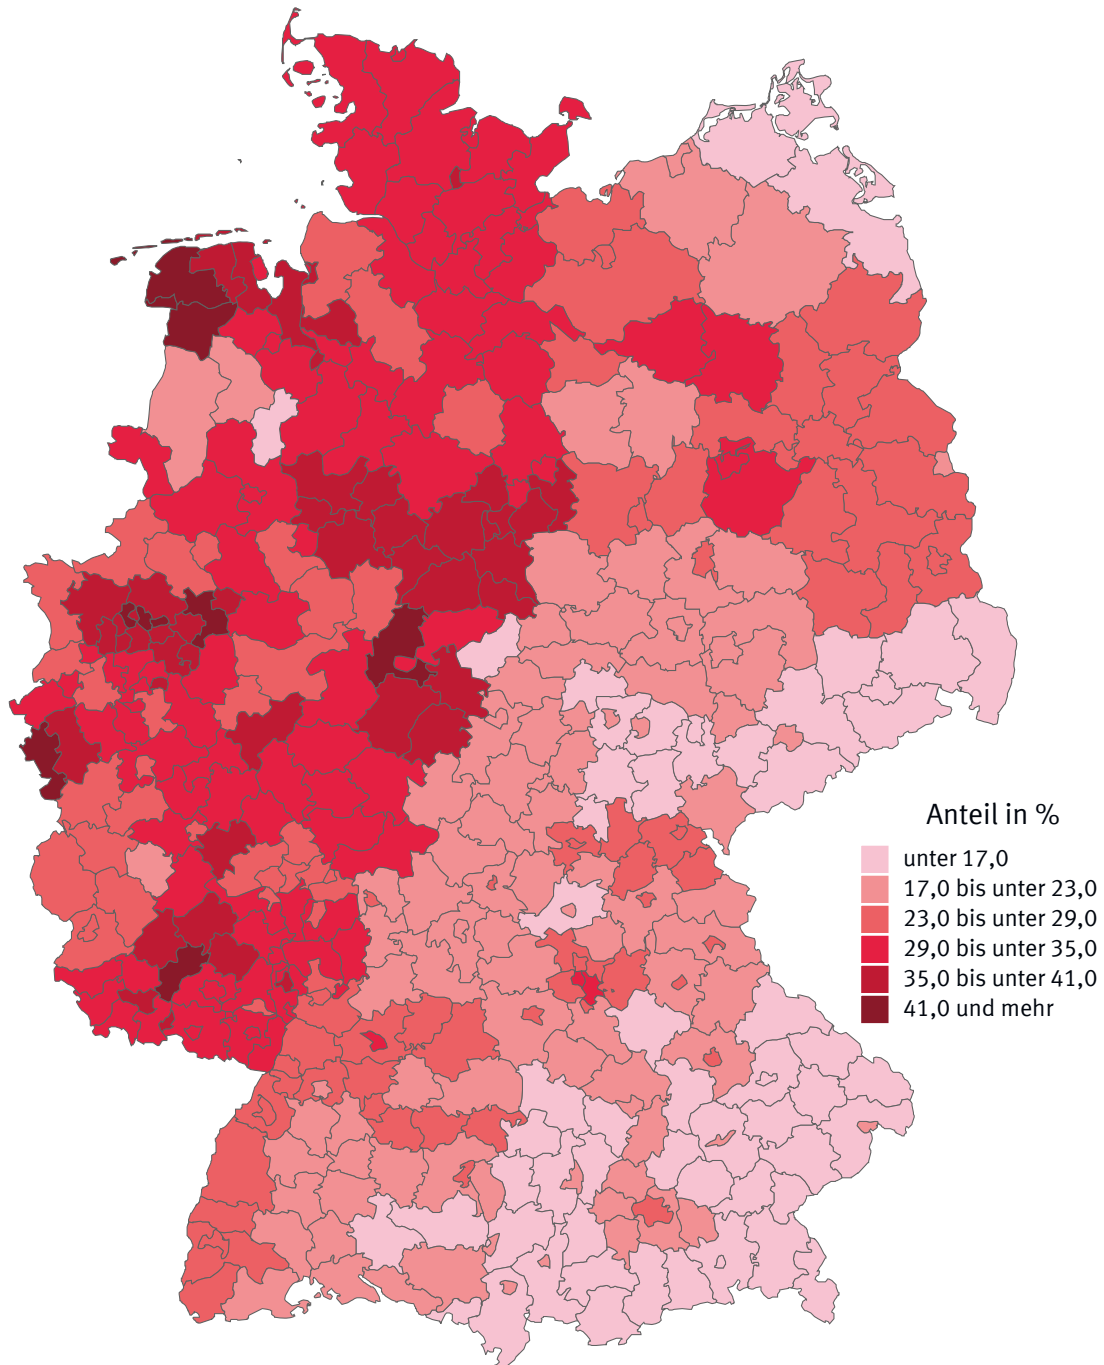 Anteil in %
unter 17,0
17,0 bis unter 23,0
23,0 bis unter 29,0
29,0 bis unter 35,0
35,0 bis unter 41,0
41,0 und mehr